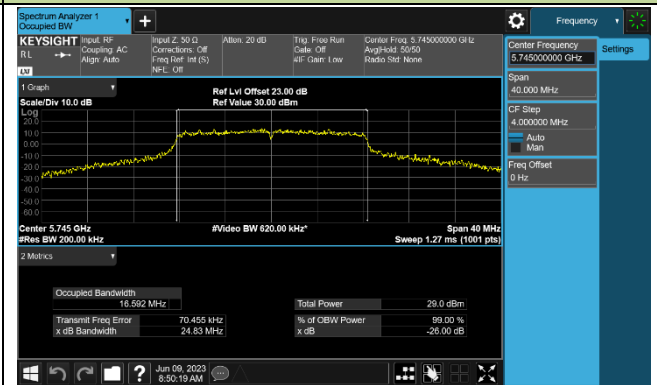 Spectrum Analyzer 1
Occupied BW
Frequency
KEYSIGHT
RL
LXI
Input: RF
Coupling: AC
Align: Auto
Input Z: 50 Ω
Corrections: Off
Freq Ref: Int (S)
NFE: Off
Atten: 20 dB
Trig: Free Run
Gate: Off
#IF Gain: Low
Center Freq: 5.745000000 GHz
Avg|Hold: 50/50
Radio Std: None
Center Frequency
5.745000000 GHz
Settings
Span
40.000 MHz
CF Step
4.000000 MHz
Auto
Man
Freq Offset
0 Hz
1 Graph
Scale/Div 10.0 dB
Ref Lvl Offset 23.00 dB
Ref Value 30.00 dBm
Log
20.0
10.0
0.00
-10.0
-20.0
-30.0
-40.0
-50.0
-60.0
Center 5.745 GHz
#Res BW 200.00 kHz
#Video BW 620.00 kHz*
Span 40 MHz
Sweep 1.27 ms (1001 pts)
2 Metrics
Occupied Bandwidth
16.592 MHz
Total Power 29.0 dBm
Transmit Freq Error 70.455 kHz
% of OBW Power 99.00 %
x dB Bandwidth 24.83 MHz
x dB -26.00 dB
?
Jun 09, 2023
8:50:19 AM